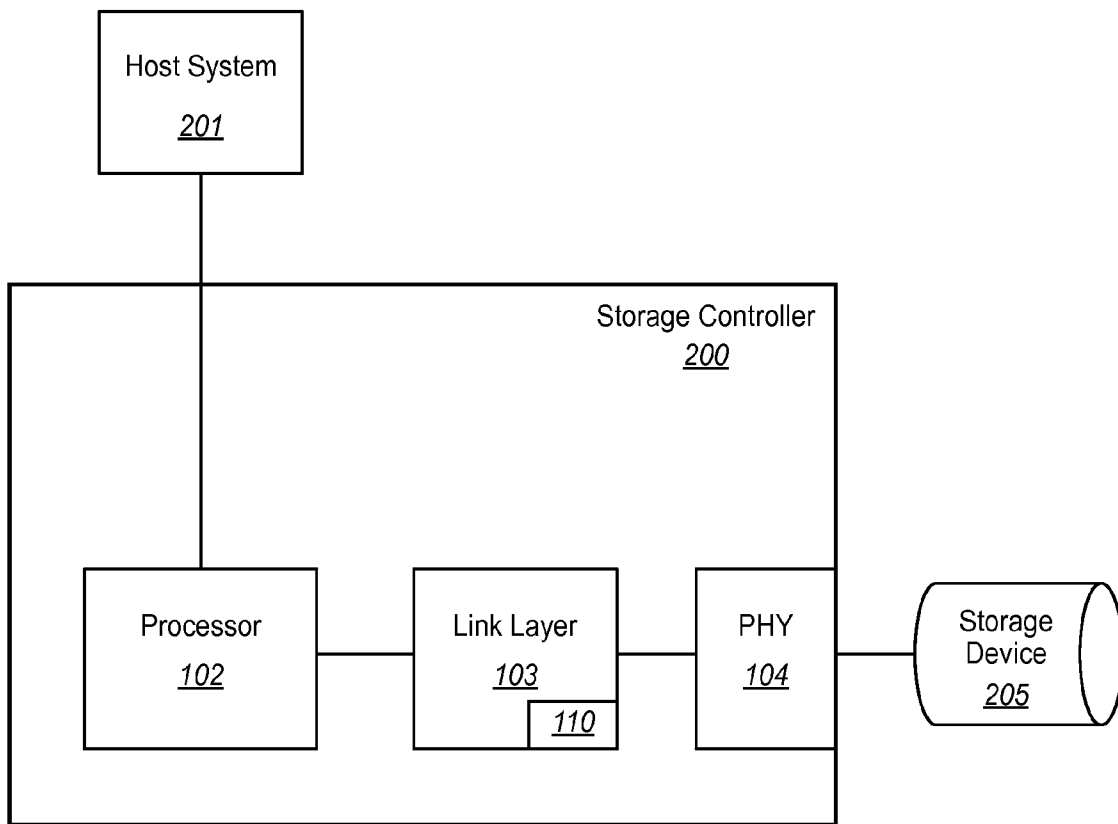 Host System
201
Storage Controller
200
Processor
102
Link Layer
103
110
PHY
104
Storage
Device
205